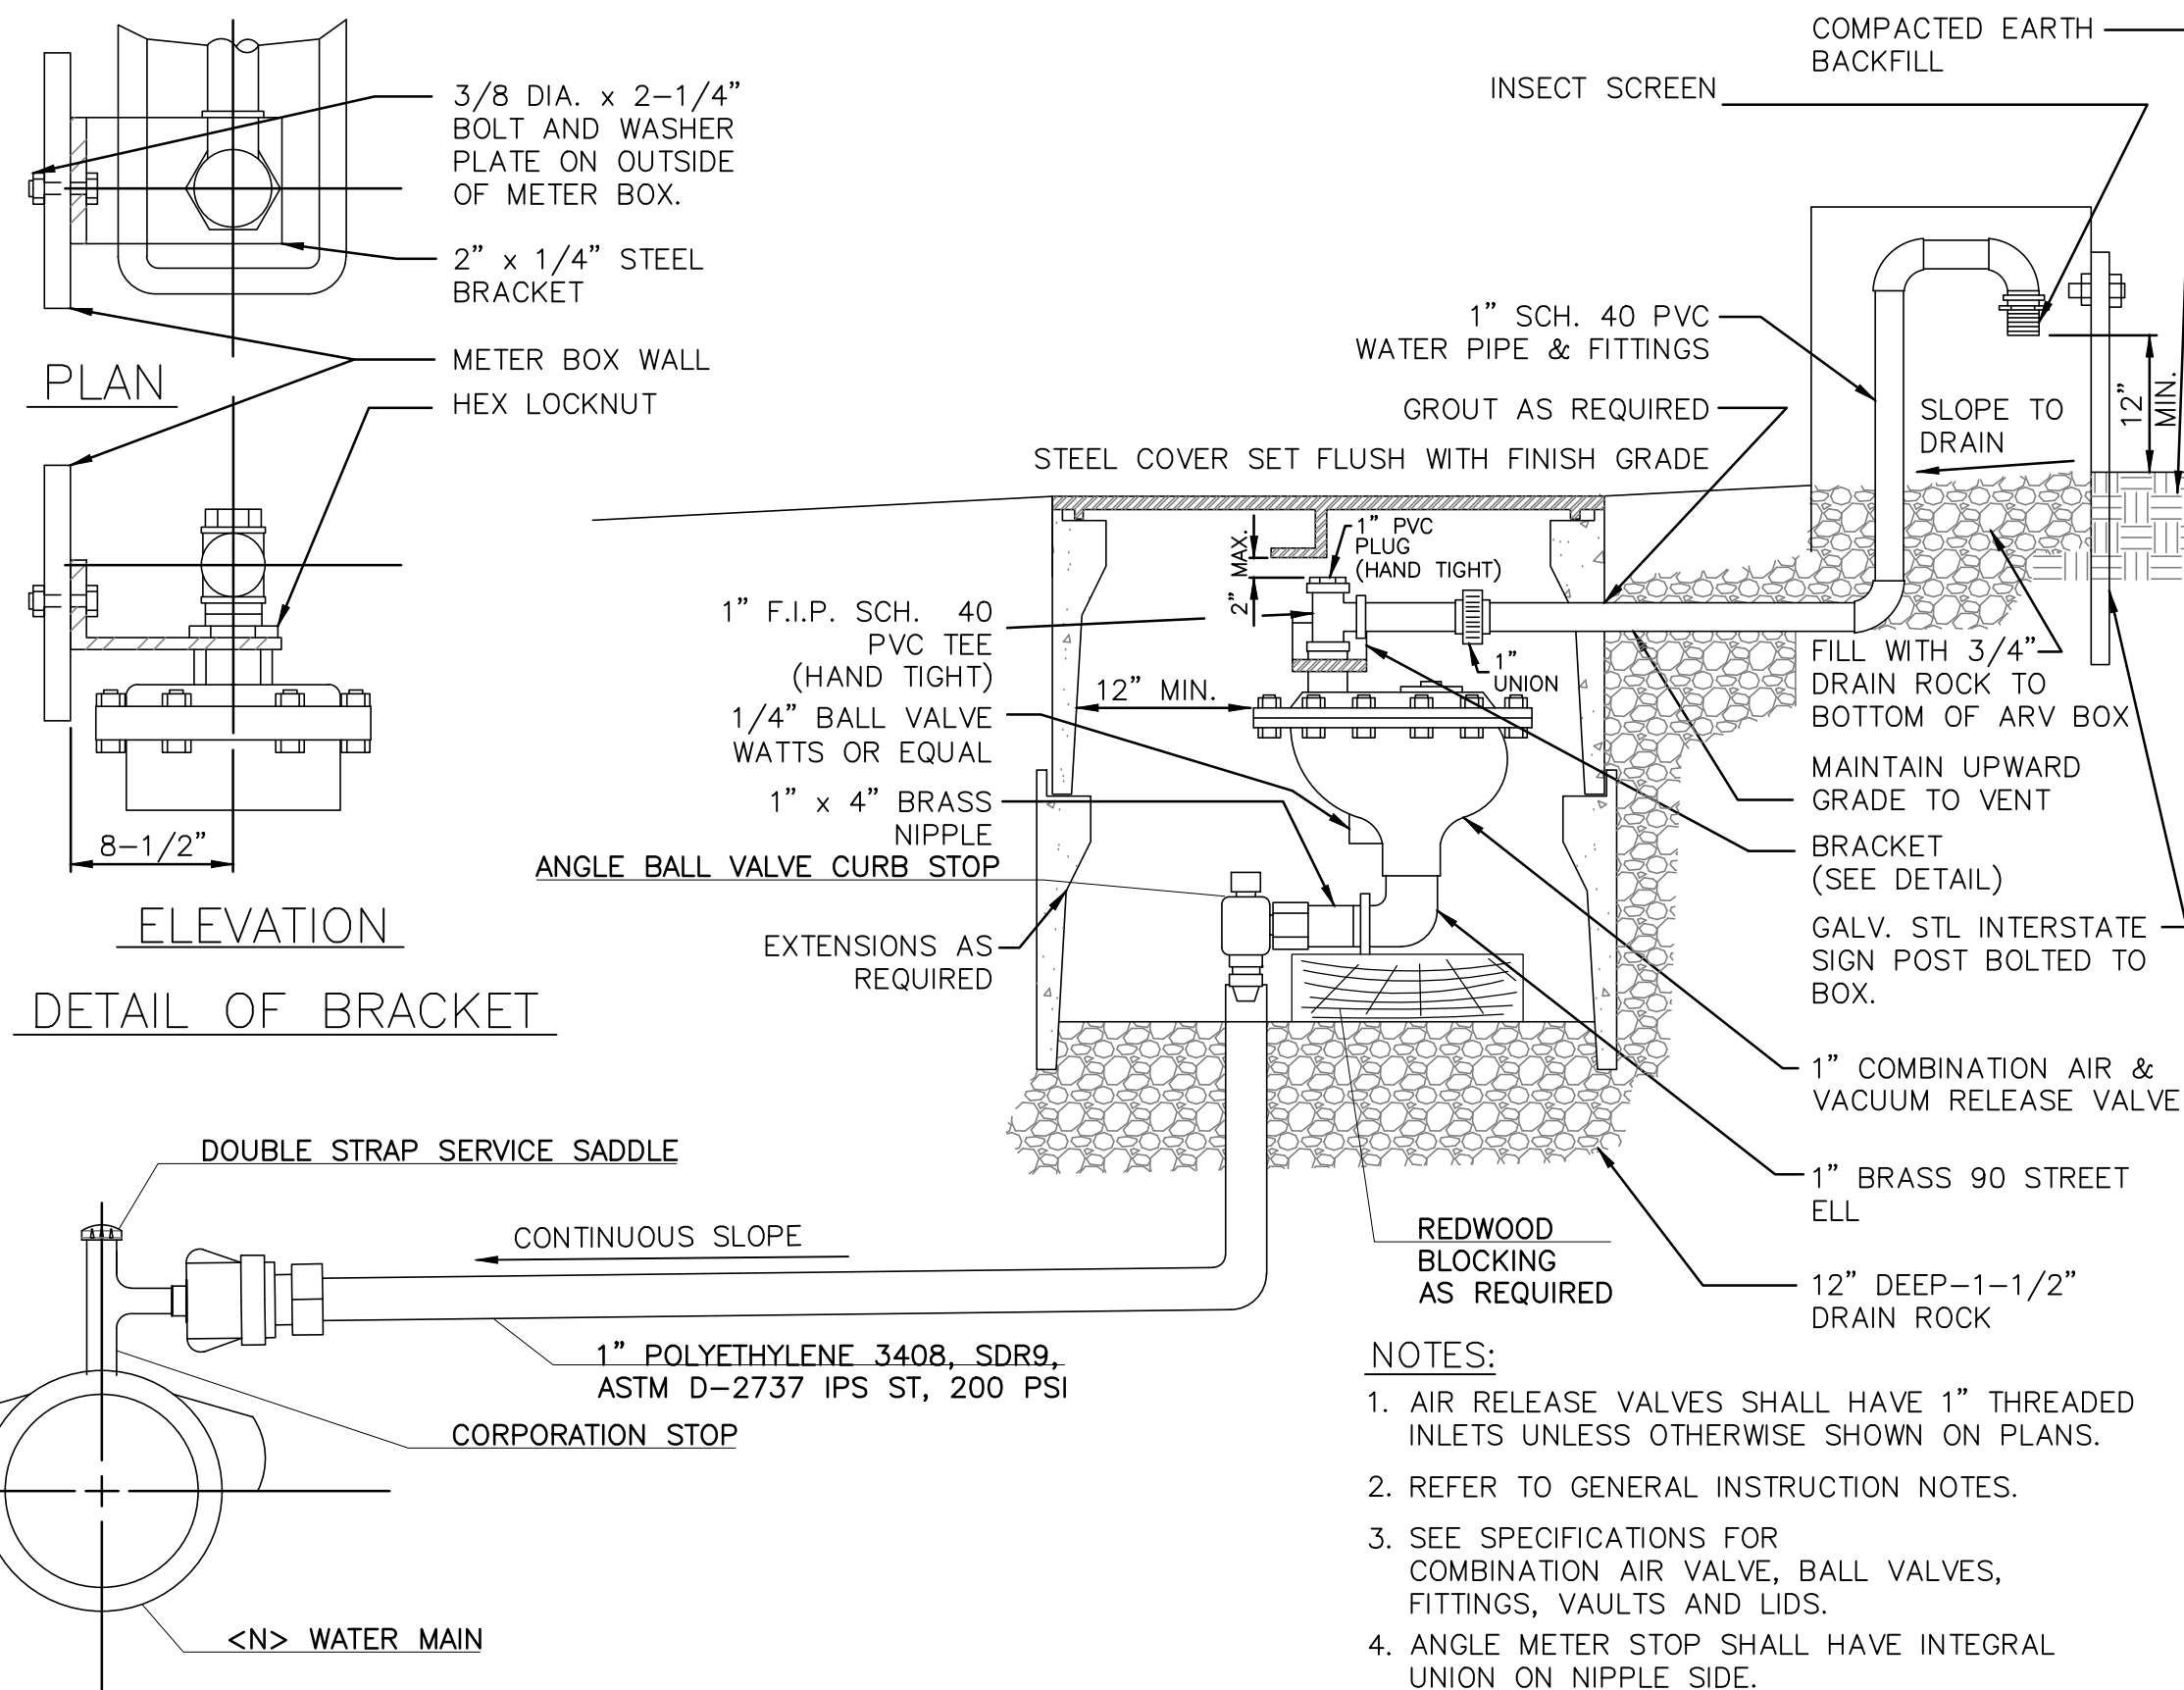 3/8 DIA. x 2-1/4”
BOLT AND WASHER
PLATE ON OUTSIDE
OF METER BOX.
2” x 1/4” STEEL
BRACKET
PLAN
METER BOX WALL
HEX LOCKNUT
8-1/2”
ELEVATION
DETAIL OF BRACKET
COMPACTED EARTH
BACKFILL
INSECT SCREEN
1” SCH. 40 PVC
WATER PIPE & FITTINGS
GROUT AS REQUIRED
STEEL COVER SET FLUSH WITH FINISH GRADE
SLOPE TO
DRAIN
12”
MIN.
2”
MAX.
1” PVC
PLUG
(HAND TIGHT)
1” F.I.P. SCH. 40
PVC TEE
(HAND TIGHT)
12” MIN.
1”
UNION
1/4” BALL VALVE
WATTS OR EQUAL
1” x 4” BRASS
NIPPLE
ANGLE BALL VALVE CURB STOP
EXTENSIONS AS
REQUIRED
FILL WITH 3/4”
DRAIN ROCK TO
BOTTOM OF ARV BOX
MAINTAIN UPWARD
GRADE TO VENT
BRACKET
(SEE DETAIL)
GALV. STL INTERSTATE
SIGN POST BOLTED TO
BOX.
1” COMBINATION AIR &
VACUUM RELEASE VALVE
1” BRASS 90 STREET
ELL
12” DEEP-1-1/2”
DRAIN ROCK
REDWOOD
BLOCKING
AS REQUIRED
DOUBLE STRAP SERVICE SADDLE
CONTINUOUS SLOPE
1” POLYETHYLENE 3408, SDR9,
ASTM D-2737 IPS ST, 200 PSI
CORPORATION STOP
<N> WATER MAIN
NOTES:
1. AIR RELEASE VALVES SHALL HAVE 1” THREADED
INLETS UNLESS OTHERWISE SHOWN ON PLANS.
2. REFER TO GENERAL INSTRUCTION NOTES.
3. SEE SPECIFICATIONS FOR
COMBINATION AIR VALVE, BALL VALVES,
FITTINGS, VAULTS AND LIDS.
4. ANGLE METER STOP SHALL HAVE INTEGRAL
UNION ON NIPPLE SIDE.